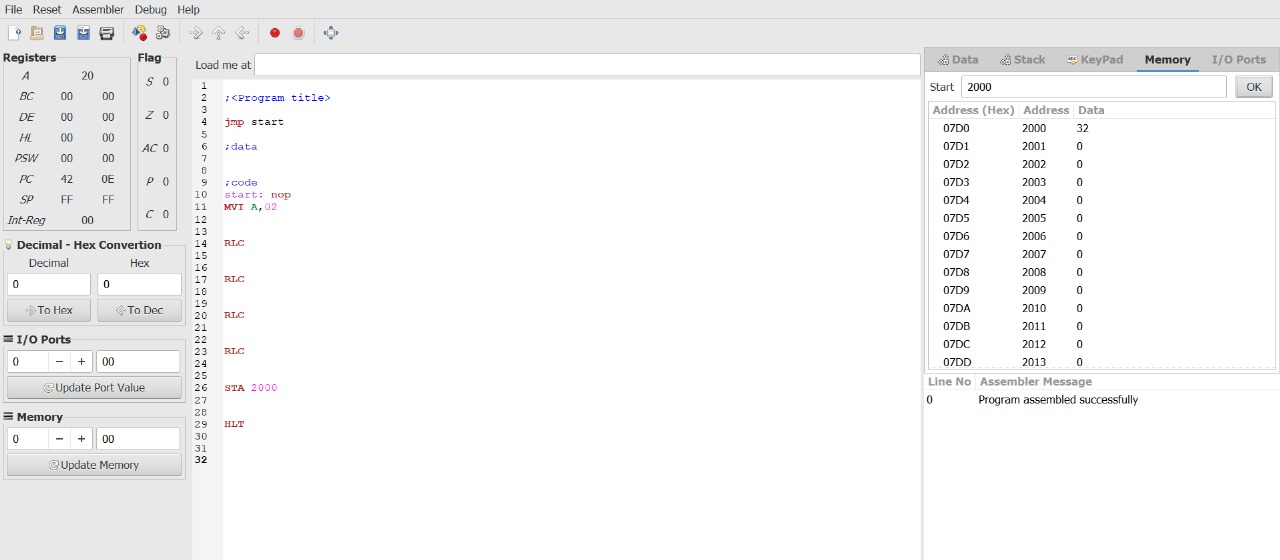 File Reset Assembler Debug Help
Registers
A 20
BC 00 00
DE 00 00
HL 00 00
PSW 00 00
PC 42 0E
SP FF FF
Int-Reg 00
Flag
S 0
Z 0
AC 0
P 0
C 0
Decimal - Hex Convertion
Decimal Hex
0 0
To Hex To Dec
I/O Ports
0 − + 00
Update Port Value
Memory
0 − + 00
Update Memory
Load me at
1
2 ;<Program title>
3
4 jmp start
5
6 ;data
7
8
9 ;code
10 start: nop
11 MVI A,02
12
13
14 RLC
15
16
17 RLC
18
19
20 RLC
21
22
23 RLC
24
25
26 STA 2000
27
28
29 HLT
30
31
32
Data Stack KeyPad Memory I/O Ports
Start 2000 OK
Address (Hex) Address Data
07D0 2000 32
07D1 2001 0
07D2 2002 0
07D3 2003 0
07D4 2004 0
07D5 2005 0
07D6 2006 0
07D7 2007 0
07D8 2008 0
07D9 2009 0
07DA 2010 0
07DB 2011 0
07DC 2012 0
07DD 2013 0
Line No Assembler Message
0 Program assembled successfully